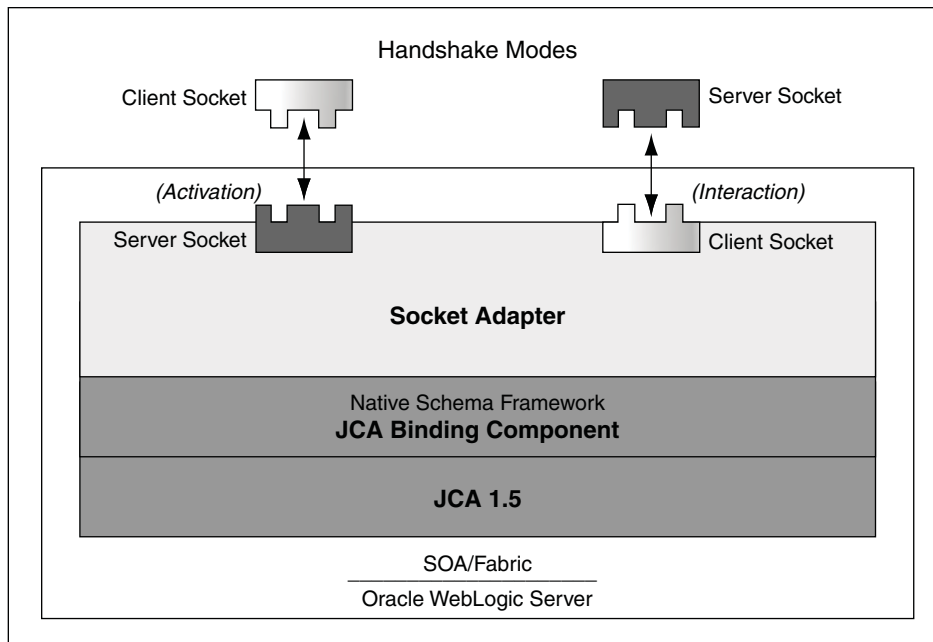 Handshake Modes
Client Socket
Server Socket
(Activation)
(Interaction)
Server Socket
Client Socket
Socket Adapter
Native Schema Framework
JCA Binding Component
JCA 1.5
SOA/Fabric
Oracle WebLogic Server